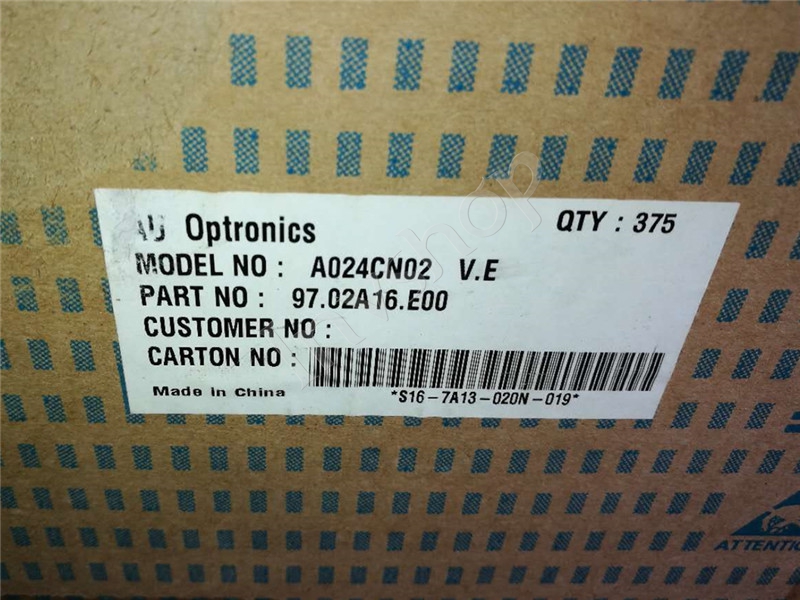 AU Optronics QTY : 375
MODEL NO : A024CN02 V.E
PART NO : 97.02A16.E00
CUSTOMER NO :
CARTON NO :
Made in China *S16-7A13-020N-019*